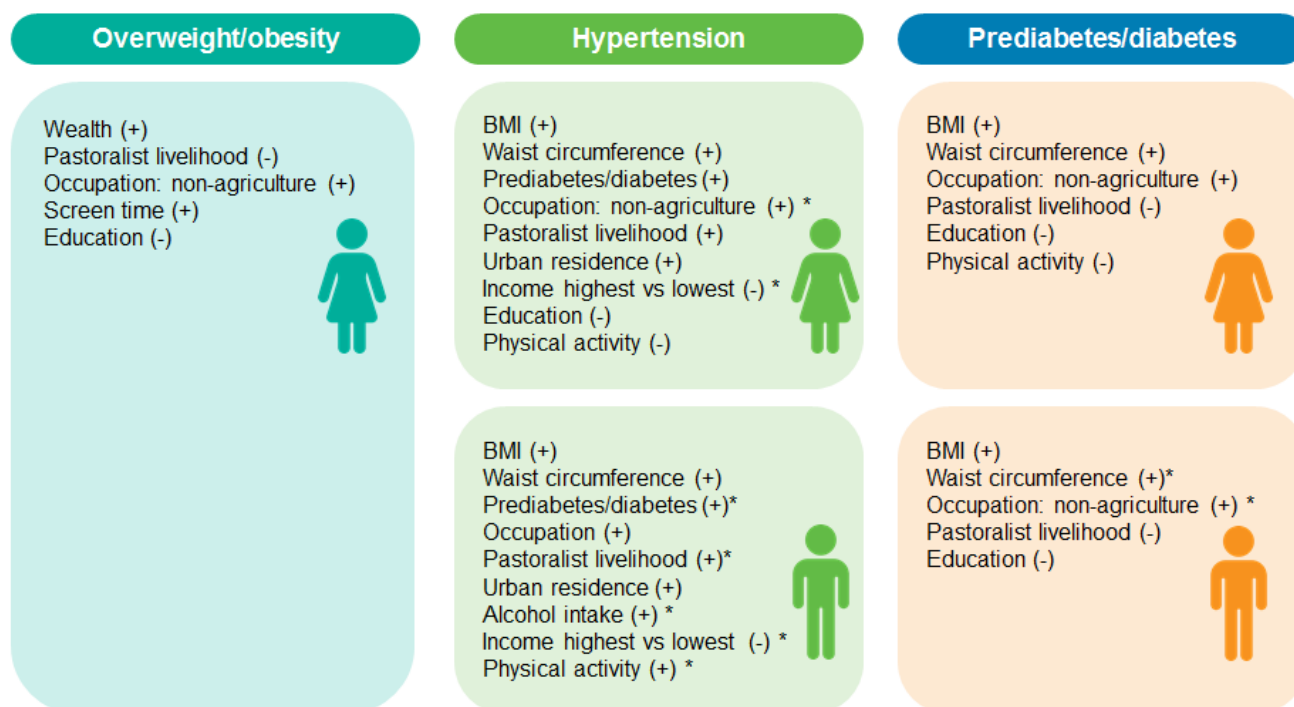 Overweight/obesity
Wealth (+)
Pastoralist livelihood (-)
Occupation: non-agriculture (+)
Screen time (+)
Education (-)
Hypertension
BMI (+)
Waist circumference (+)
Prediabetes/diabetes (+)
Occupation: non-agriculture (+) *
Pastoralist livelihood (+)
Urban residence (+)
Income highest vs lowest (-) *
Education (-)
Physical activity (-)
BMI (+)
Waist circumference (+)
Prediabetes/diabetes (+)*
Occupation (+)
Pastoralist livelihood (+)*
Urban residence (+)
Alcohol intake (+) *
Income highest vs lowest (-) *
Physical activity (+) *
Prediabetes/diabetes
BMI (+)
Waist circumference (+)
Occupation: non-agriculture (+)
Pastoralist livelihood (-)
Education (-)
Physical activity (-)
BMI (+)
Waist circumference (+)*
Occupation: non-agriculture (+) *
Pastoralist livelihood (-)
Education (-)